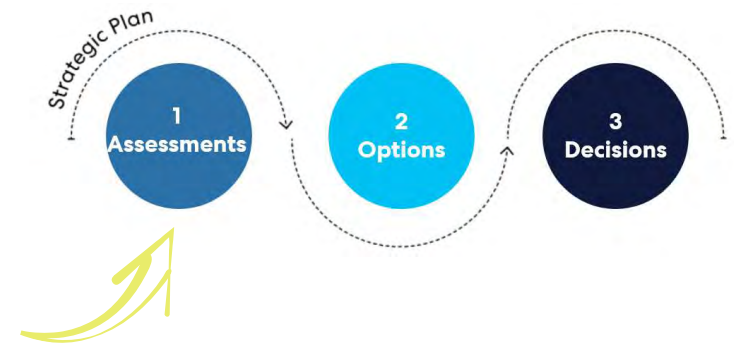 Strategic Plan
1
Assessments
2
Options
3
Decisions